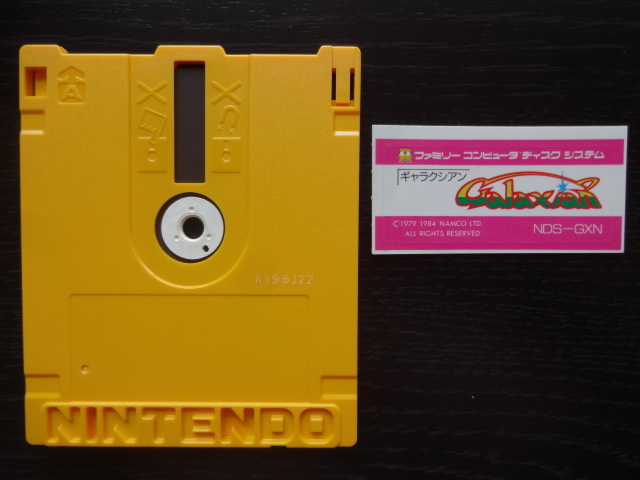 A
K196J22
NINTENDO
ファミリー コンピュータ ディスク システム
ギャラクシアン
Galaxian
© 1979 1984 NAMCO LTD.
ALL RIGHTS RESERVED
NDS-GXN